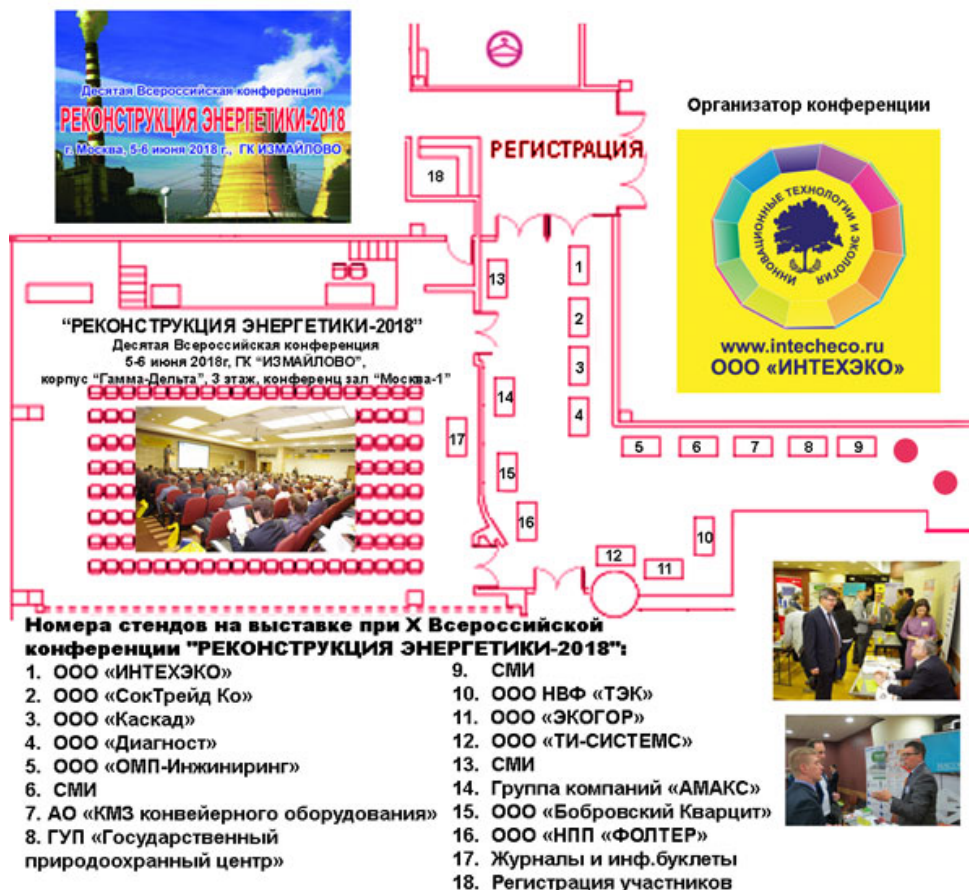 Десятая Всероссийская конференция
РЕКОНСТРУКЦИЯ ЭНЕРГЕТИКИ-2018
г. Москва, 5-6 июня 2018 г., ГК ИЗМАЙЛОВО
РЕГИСТРАЦИЯ
18
Организатор конференции
ИННОВАЦИОННЫЕ ТЕХНОЛОГИИ И ЭКОЛОГИЯ
www.intecheco.ru
ООО «ИНТЕХЭКО»
13
1
2
3
4
14
15
16
17
5
6
7
8
9
10
11
12
“РЕКОНСТРУКЦИЯ ЭНЕРГЕТИКИ-2018”
Десятая Всероссийская конференция
5-6 июня 2018г, ГК “ИЗМАЙЛОВО”,
корпус “Гамма-Дельта”, 3 этаж, конференц зал “Москва-1”
Номера стендов на выставке при X Всероссийской
конференции "РЕКОНСТРУКЦИЯ ЭНЕРГЕТИКИ-2018":
1. ООО «ИНТЕХЭКО»
2. ООО «СокТрейд Ко»
3. ООО «Каскад»
4. ООО «Диагност»
5. ООО «ОМП-Инжиниринг»
6. СМИ
7. АО «КМЗ конвейерного оборудования»
8. ГУП «Государственный
природоохранный центр»
9. СМИ
10. ООО НВФ «ТЭК»
11. ООО «ЭКОГОР»
12. ООО «ТИ-СИСТЕМС»
13. СМИ
14. Группа компаний «АМАКС»
15. ООО «Бобровский Кварцит»
16. ООО «НПП «ФОЛТЕР»
17. Журналы и инф.буклеты
18. Регистрация участников